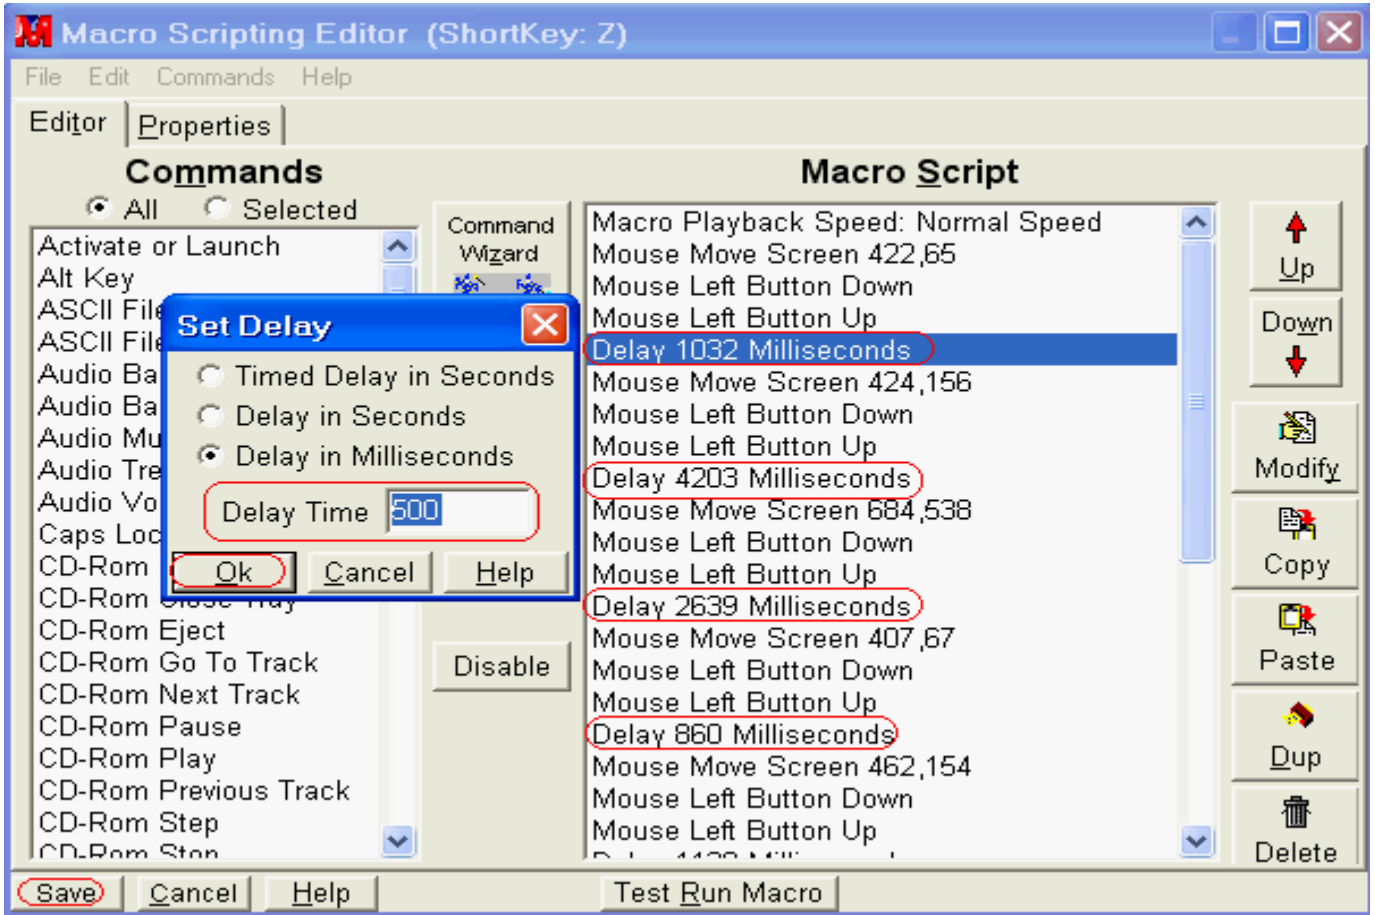 Macro Scripting Editor (ShortKey: Z)
File Edit Commands Help
Editor Properties
Commands
All Selected
Activate or Launch
Alt Key
ASCII File
ASCII File
Audio Ba
Audio Ba
Audio Mu
Audio Tre
Audio Vo
Caps Loc
CD-Rom
CD-Rom Close Tray
CD-Rom Eject
CD-Rom Go To Track
CD-Rom Next Track
CD-Rom Pause
CD-Rom Play
CD-Rom Previous Track
CD-Rom Step
CD-Rom Stop
Command
Wizard
Set Delay
Timed Delay in Seconds
Delay in Seconds
Delay in Milliseconds
Delay Time 500
Ok Cancel Help
Disable
Macro Script
Macro Playback Speed: Normal Speed
Mouse Move Screen 422,65
Mouse Left Button Down
Mouse Left Button Up
Delay 1032 Milliseconds
Mouse Move Screen 424,156
Mouse Left Button Down
Mouse Left Button Up
Delay 4203 Milliseconds
Mouse Move Screen 684,538
Mouse Left Button Down
Mouse Left Button Up
Delay 2639 Milliseconds
Mouse Move Screen 407,67
Mouse Left Button Down
Mouse Left Button Up
Delay 860 Milliseconds
Mouse Move Screen 462,154
Mouse Left Button Down
Mouse Left Button Up
Up
Down
Modify
Copy
Paste
Dup
Delete
Save Cancel Help Test Run Macro